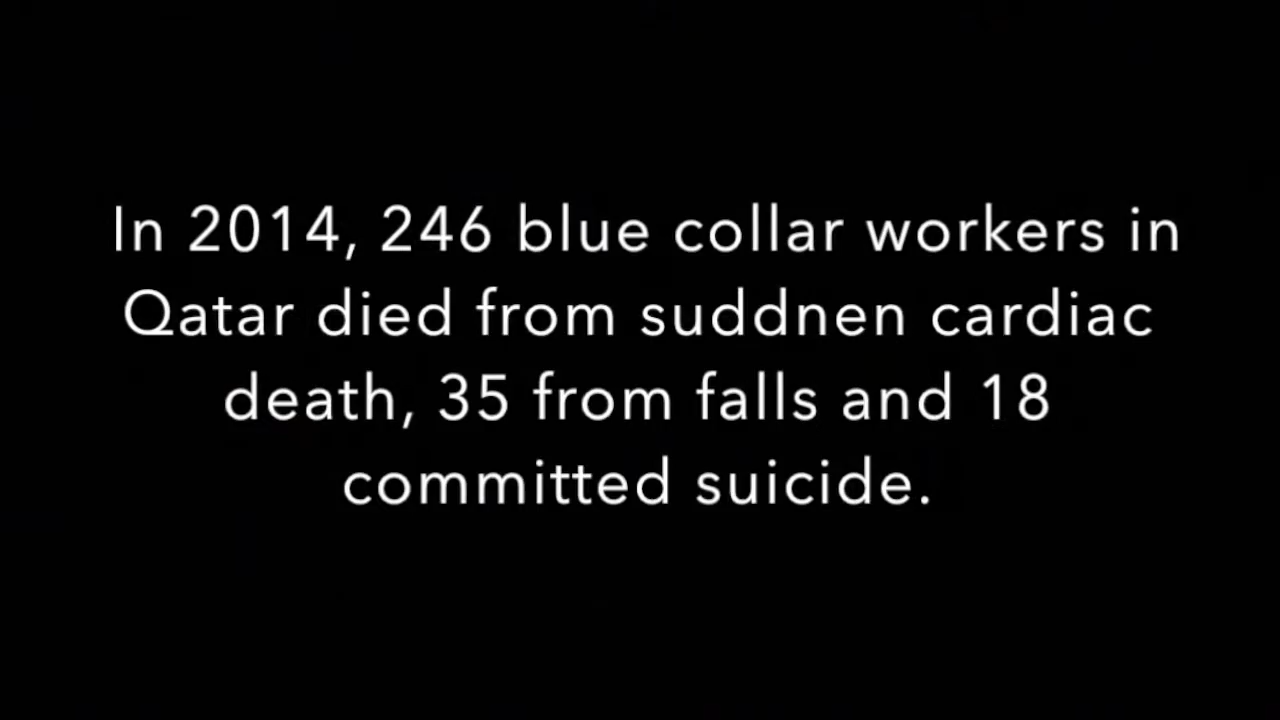 In 2014, 246 blue collar workers in
Qatar died from suddnen cardiac
death, 35 from falls and 18
committed suicide.